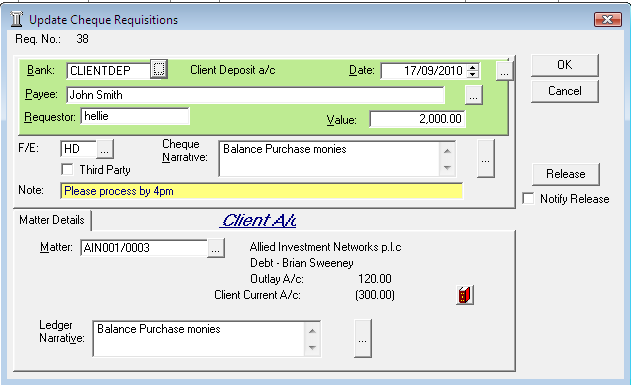 Update Cheque Requisitions
Req. No.: 38
Bank: CLIENTDEP ... Client Deposit a/c Date: 17/09/2010 ...
Payee: John Smith ...
Requestor: hellie Value: 2,000.00
OK
Cancel
F/E: HD ... Cheque Narrative: Balance Purchase monies ...
Third Party
Note: Please process by 4pm
Release
Notify Release
Matter Details Client A/c
Matter: AIN001/0003 ... Allied Investment Networks p.l.c
Debt - Brian Sweeney
Outlay A/c: 120.00
Client Current A/c: (300.00)
Ledger Narrative: Balance Purchase monies ...